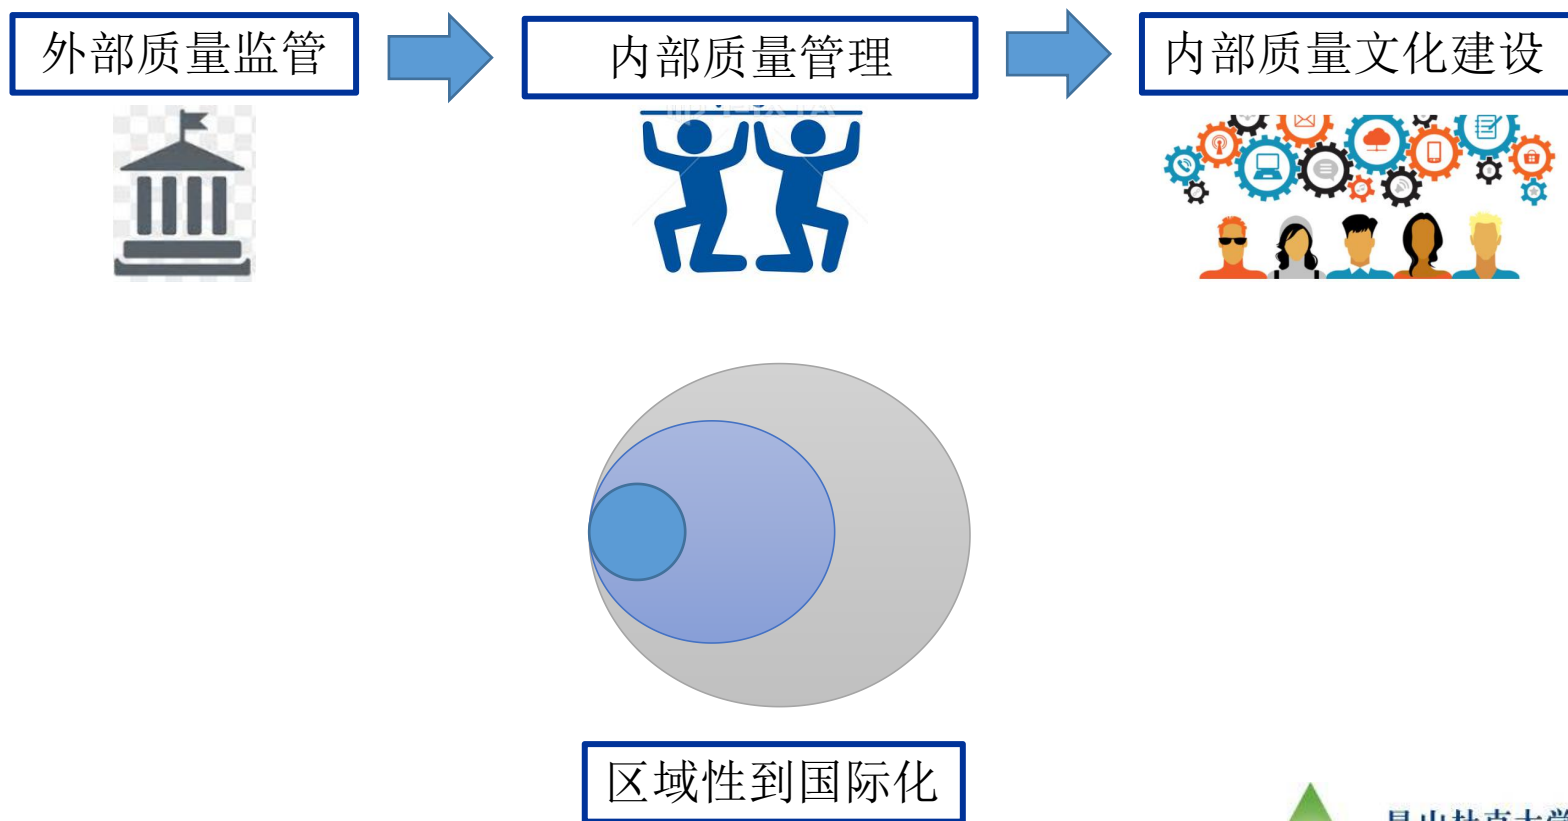 外部质量监管
内部质量管理
内部质量文化建设
区域性到国际化